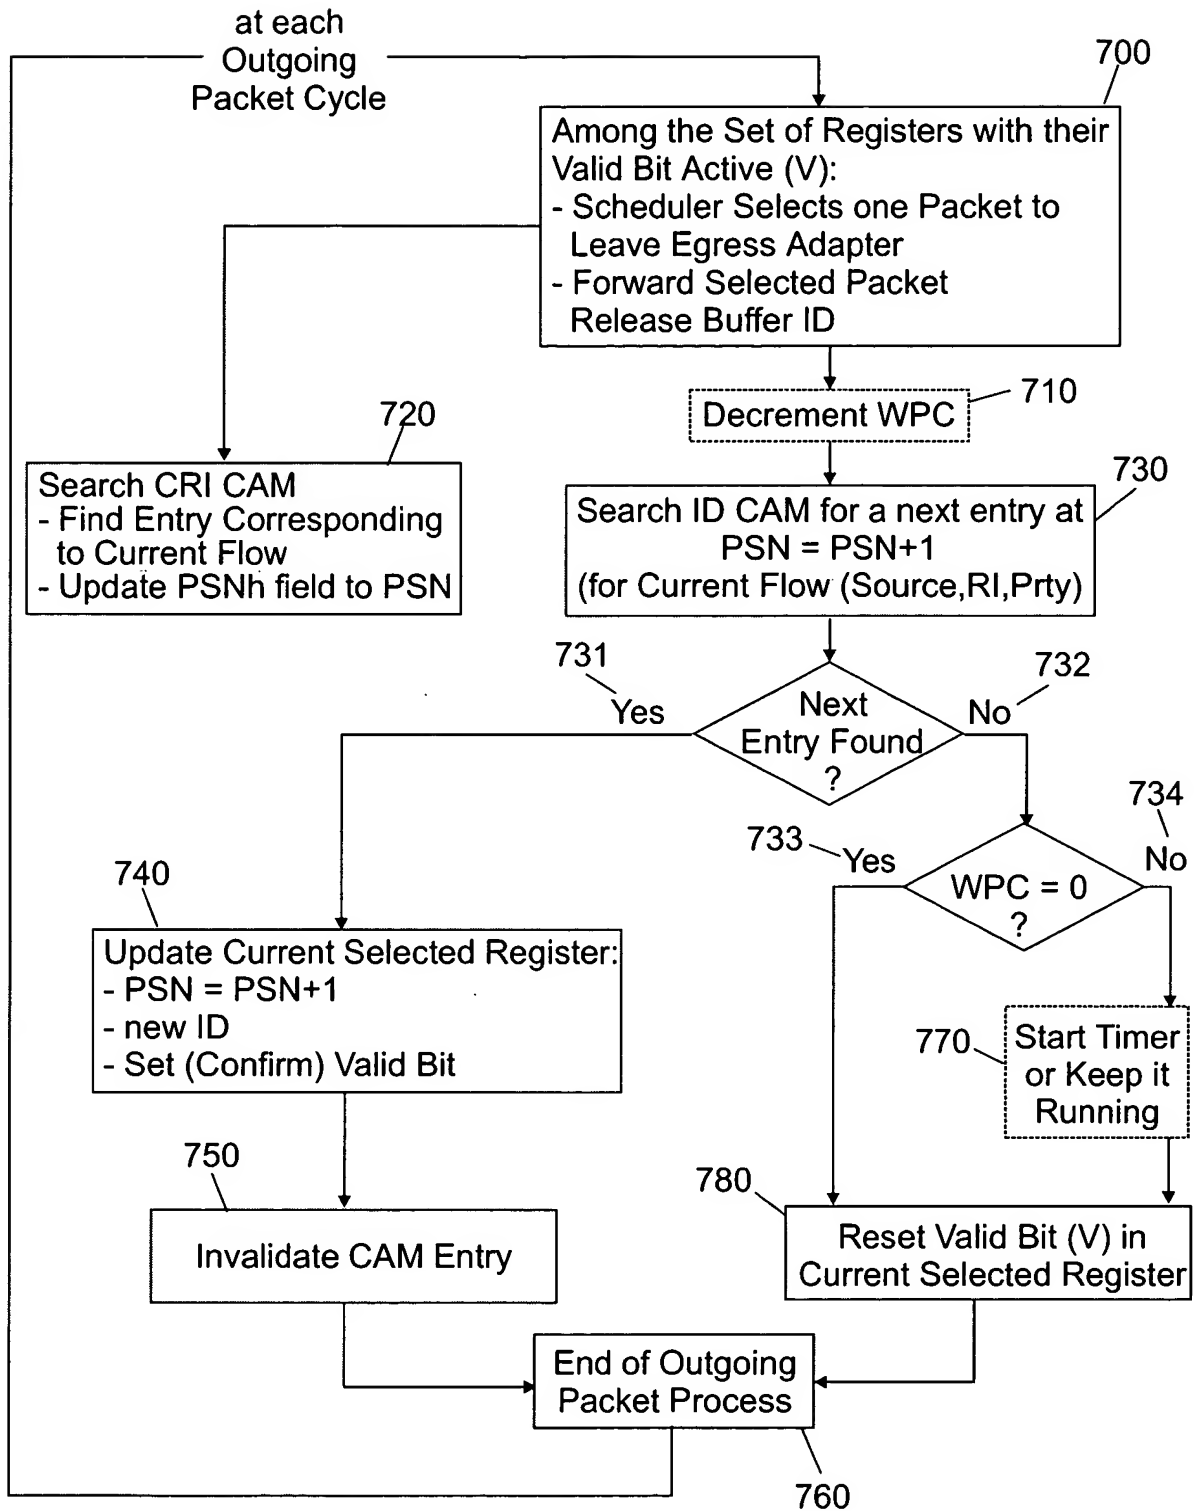 at each
Outgoing
Packet Cycle
700
Among the Set of Registers with their
Valid Bit Active (V):
- Scheduler Selects one Packet to
Leave Egress Adapter
- Forward Selected Packet
Release Buffer ID
710
Decrement WPC
720
Search CRI CAM
- Find Entry Corresponding
to Current Flow
- Update PSNh field to PSN
730
Search ID CAM for a next entry at
PSN = PSN+1
(for Current Flow (Source,RI,Prty)
731
Yes
Next
Entry Found
?
No
732
733
Yes
WPC = 0
?
734
No
740
Update Current Selected Register:
- PSN = PSN+1
- new ID
- Set (Confirm) Valid Bit
770
Start Timer
or Keep it
Running
750
Invalidate CAM Entry
780
Reset Valid Bit (V) in
Current Selected Register
End of Outgoing
Packet Process
760